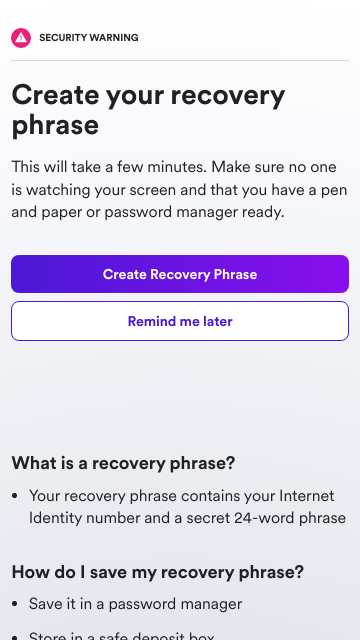 SECURITY WARNING
Create your recovery
phrase
This will take a few minutes. Make sure no one
is watching your screen and that you have a pen
and paper or password manager ready.
Create Recovery Phrase
Remind me later
What is a recovery phrase?
• Your recovery phrase contains your Internet
Identity number and a secret 24-word phrase
How do I save my recovery phrase?
• Save it in a password manager
• Store in a safe deposit box